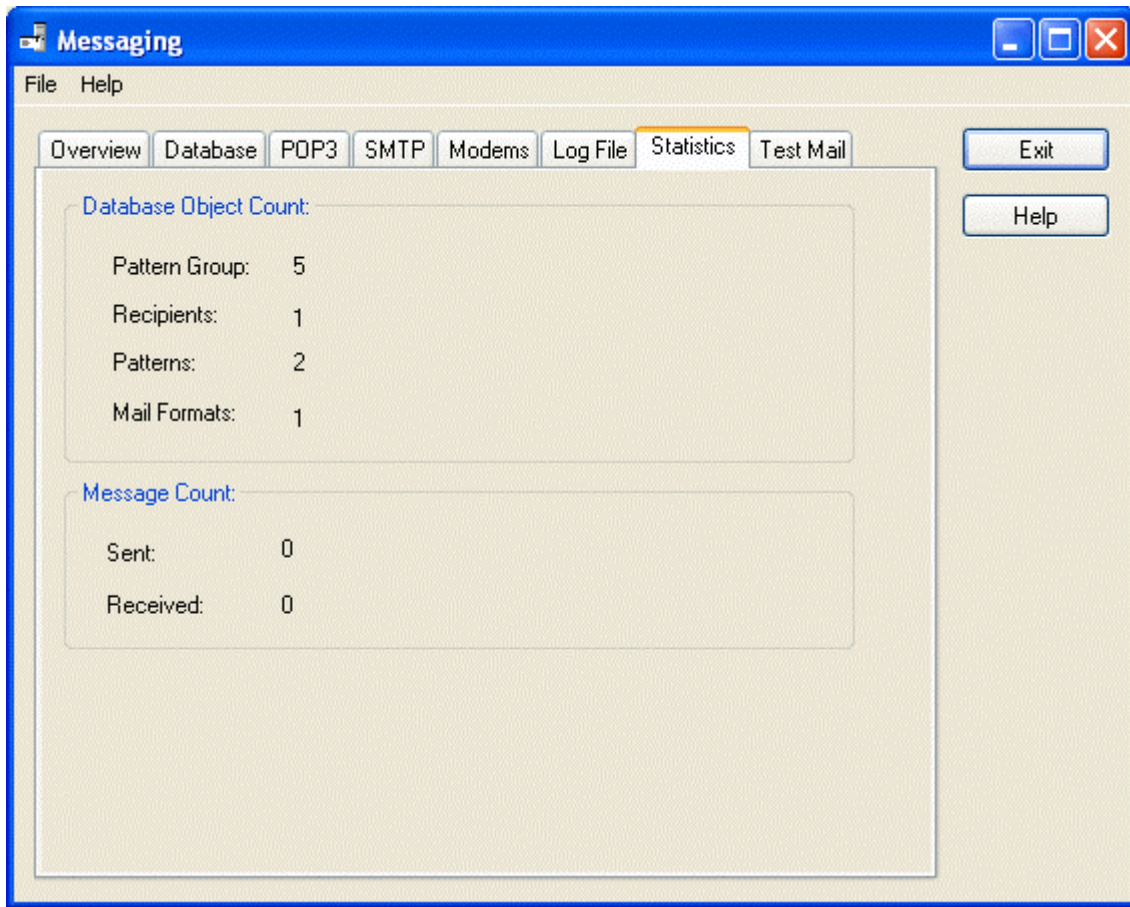 Messaging
File Help
Overview Database POP3 SMTP Modems Log File Statistics Test Mail
Exit
Help
Database Object Count:
Pattern Group: 5
Recipients: 1
Patterns: 2
Mail Formats: 1
Message Count:
Sent: 0
Received: 0